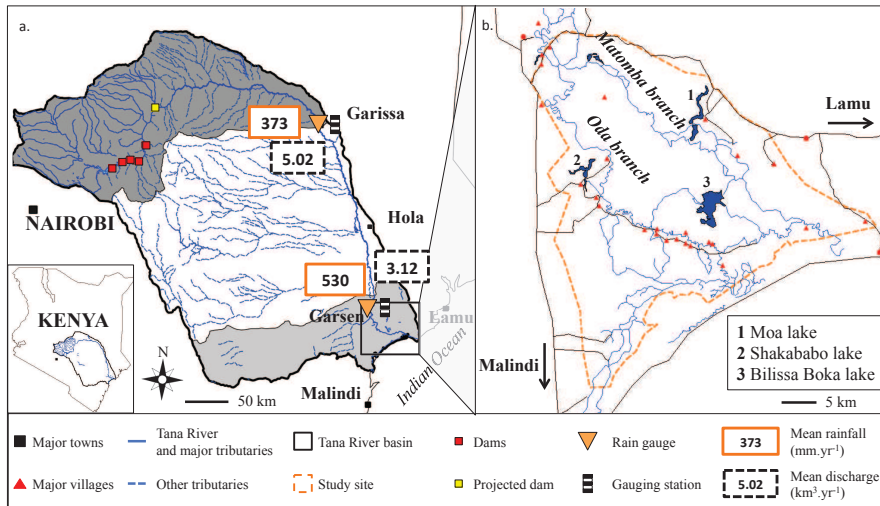 a.
373
Garissa
5.02
NAIROBI
Hola
3.12
530
Garsen
Lamu
KENYA
N
Malindi
Indian Ocean
50 km
b.
Matomba branch
1
Lamu
Oda branch
2
3
1 Moa lake
2 Shakababo lake
3 Bilissa Boka lake
Malindi
5 km
Major towns
Tana River
and major tributaries
Tana River basin
Dams
Rain gauge
373
Mean rainfall
(mm.yr⁻¹)
Major villages
Other tributaries
Study site
Projected dam
Gauging station
5.02
Mean discharge
(km³.yr⁻¹)